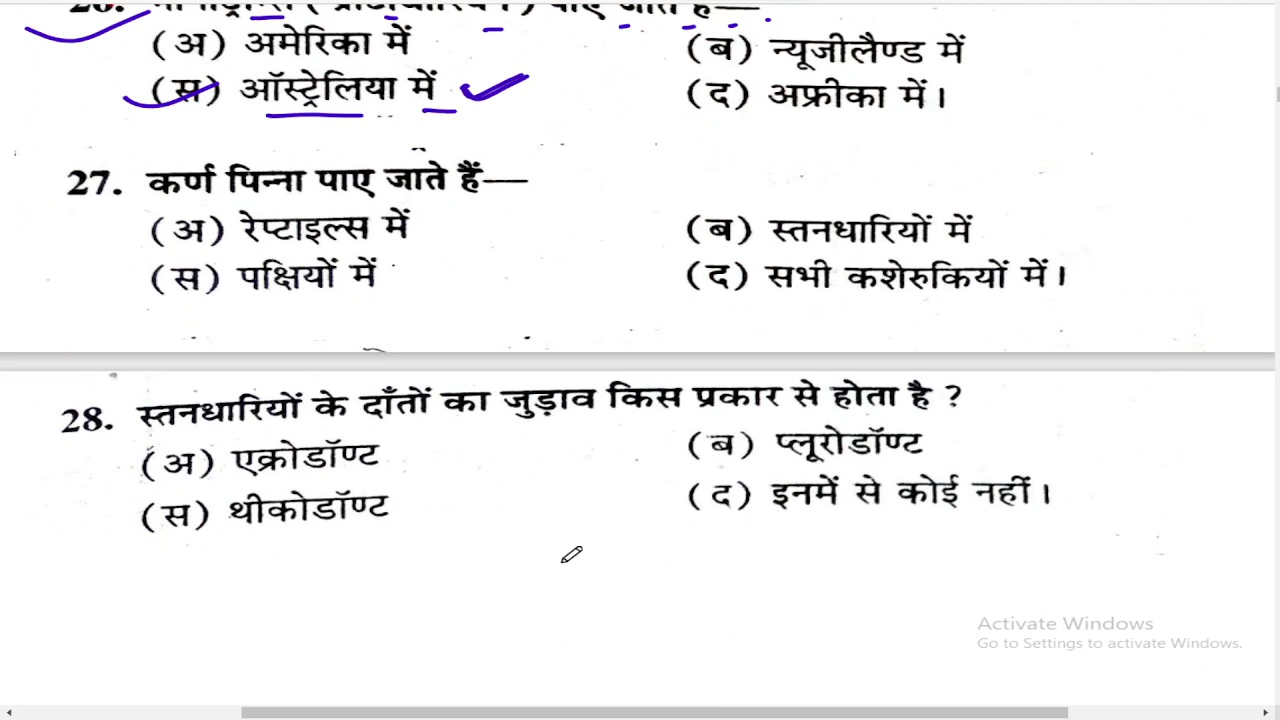 पाए जाते हैं—
(अ) अमेरिका में (ब) न्यूजीलैण्ड में
(स) ऑस्ट्रेलिया में (द) अफ्रीका में।
27. कर्ण पिन्ना पाए जाते हैं—
(अ) रेप्टाइल्स में (ब) स्तनधारियों में
(स) पक्षियों में (द) सभी कशेरुकियों में।
28. स्तनधारियों के दाँतों का जुड़ाव किस प्रकार से होता है ?
(अ) एक्रोडॉण्ट (ब) प्लूरोडॉण्ट
(स) थीकोडॉण्ट (द) इनमें से कोई नहीं।
Activate Windows
Go to Settings to activate Windows.